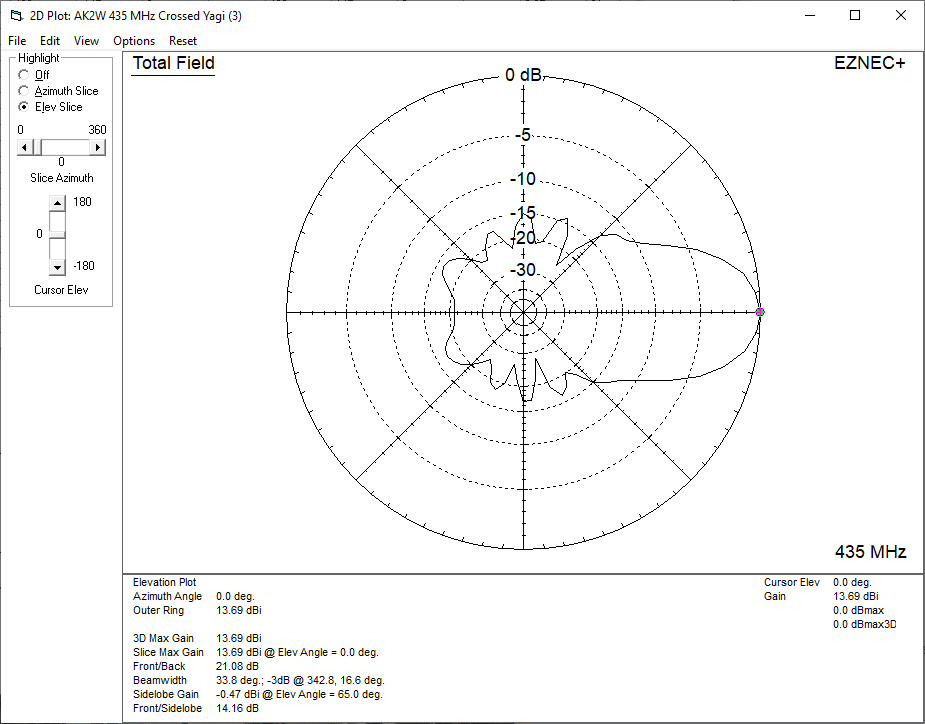 2D Plot: AK2W 435 MHz Crossed Yagi (3)
File Edit View Options Reset
Highlight
Off
Azimuth Slice
Elev Slice
0 360
0
Slice Azimuth
180
0
-180
Cursor Elev
Total Field
EZNEC+
0 dB
-5
-10
-15
-20
-30
435 MHz
Elevation Plot
Azimuth Angle 0.0 deg.
Outer Ring 13.69 dBi
3D Max Gain 13.69 dBi
Slice Max Gain 13.69 dBi @ Elev Angle = 0.0 deg.
Front/Back 21.08 dB
Beamwidth 33.8 deg.; -3dB @ 342.8, 16.6 deg.
Sidelobe Gain -0.47 dBi @ Elev Angle = 65.0 deg.
Front/Sidelobe 14.16 dB
Cursor Elev 0.0 deg.
Gain 13.69 dBi
0.0 dBmax
0.0 dBmax3D